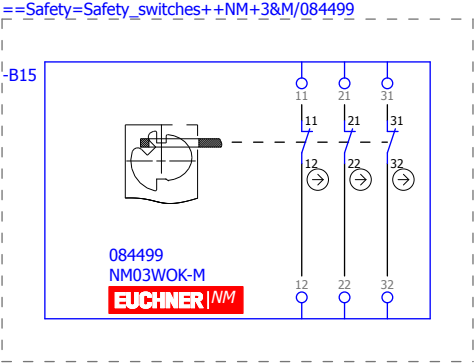 ==Safety=Safety_switches++NM+3&M/084499
-B15
11 21 31
11 21 31
12 22 32
084499
NM03WOK-M
EUCHNER NM
12 22 32